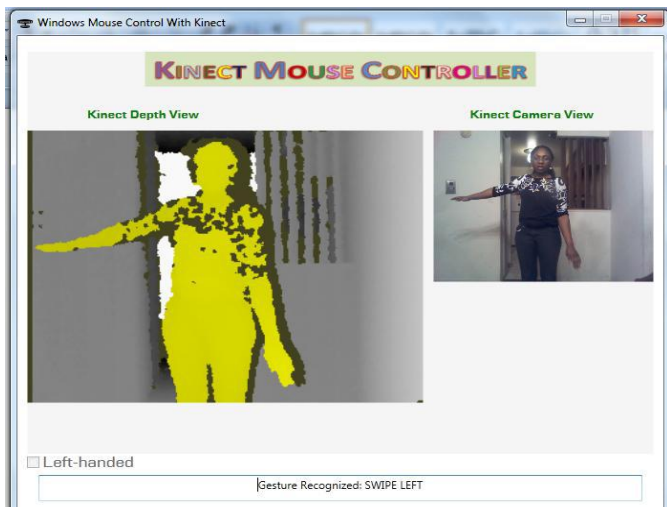 Windows Mouse Control With Kinect
KINECT MOUSE CONTROLLER
Kinect Depth View
Kinect Camera View
Left-handed
Gesture Recognized: SWIPE LEFT